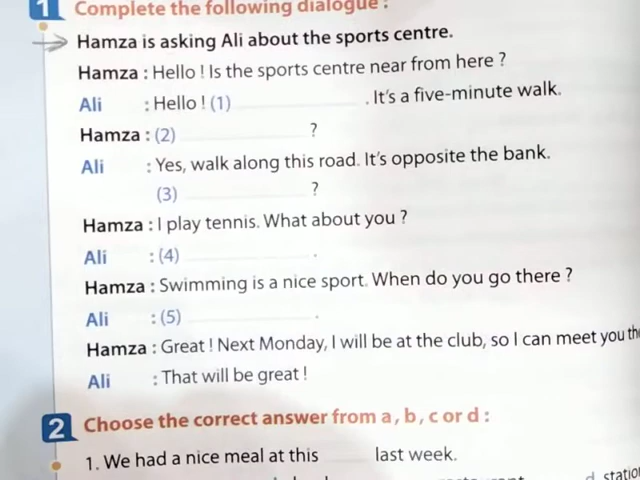 1 Complete the following dialogue :
Hamza is asking Ali about the sports centre.
Hamza : Hello ! Is the sports centre near from here ?
Ali : Hello ! (1) . It's a five-minute walk.
Hamza : (2) ?
Ali : Yes, walk along this road. It's opposite the bank.
(3) ?
Hamza : I play tennis. What about you ?
Ali : (4) .
Hamza : Swimming is a nice sport. When do you go there ?
Ali : (5) .
Hamza : Great ! Next Monday, I will be at the club, so I can meet you
Ali : That will be great !
2 Choose the correct answer from a , b , c or d :
1. We had a nice meal at this last week.